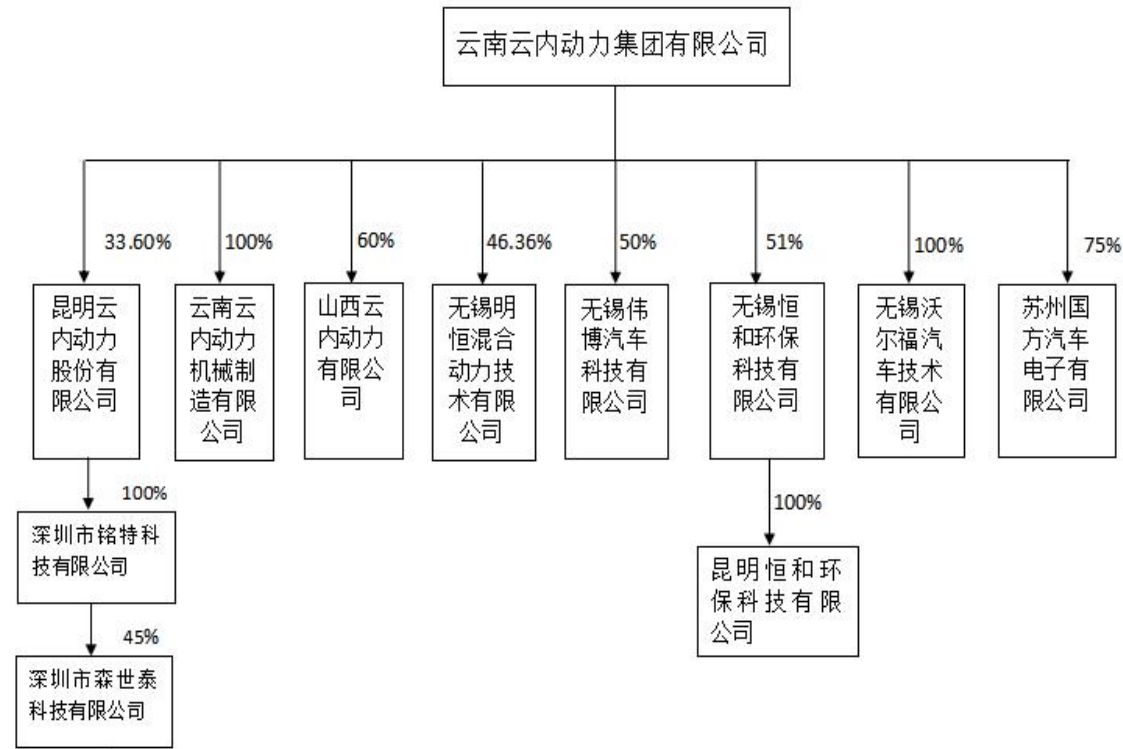 云南云内动力集团有限公司
33.60%
100%
60%
46.36%
50%
51%
100%
75%
昆明云
内动力
股份有
限公司
云南云
内动力
机械制
造有限
公司
山西云
内动力
有限公
司
无锡明
恒混合
动力技
术有限
公司
无锡伟
博汽车
科技有
限公司
无锡恒
和环保
科技有
限公司
无锡沃
尔福汽
车技术
有限公
司
苏州国
方汽车
电子有
限公司
100%
深圳市铭特科
技有限公司
45%
深圳市森世泰
科技有限公司
100%
昆明恒和环
保科技有限
公司